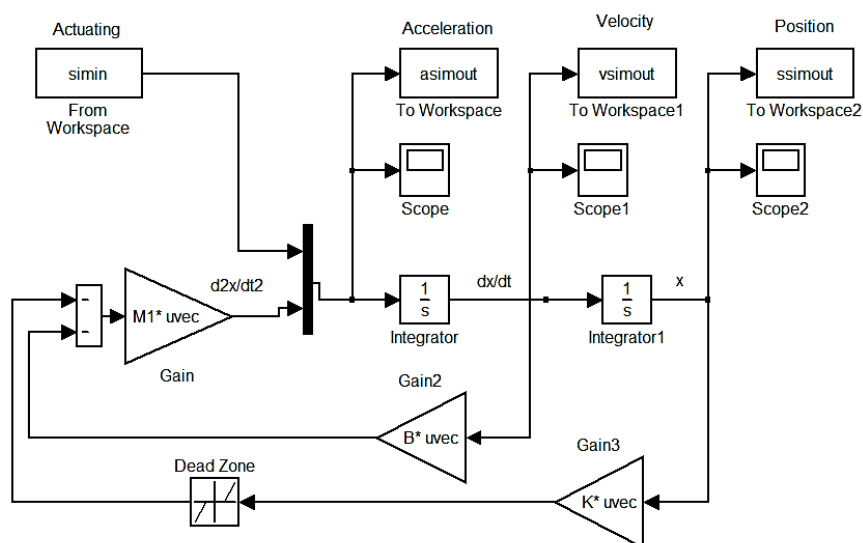 Actuating
simin
From
Workspace
Acceleration
asimout
To Workspace
Velocity
vsimout
To Workspace1
Position
ssimout
To Workspace2
Scope
Scope1
Scope2
-
-
M1* uvec
Gain
d2x/dt2
1
s
Integrator
dx/dt
1
s
Integrator1
x
Gain2
B* uvec
Gain3
K* uvec
Dead Zone